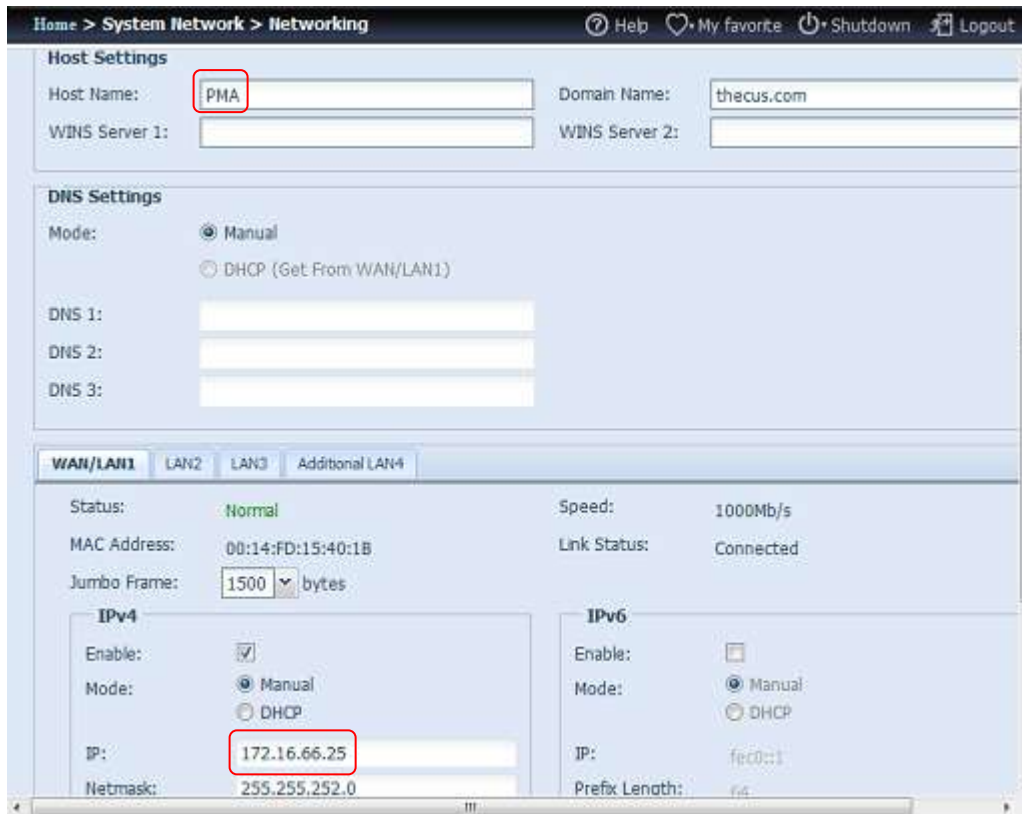 Home > System Network > Networking
Help My favorite Shutdown Logout
Host Settings
Host Name: PMA Domain Name: thecus.com
WINS Server 1: WINS Server 2:
DNS Settings
Mode: Manual
DHCP (Get From WAN/LAN1)
DNS 1:
DNS 2:
DNS 3:
WAN/LAN1 LAN2 LAN3 Additional LAN4
Status: Normal Speed: 1000Mb/s
MAC Address: 00:14:FD:15:40:1B Link Status: Connected
Jumbo Frame: 1500 bytes
IPv4 IPv6
Enable: Enable:
Mode: Manual Mode: Manual
DHCP DHCP
IP: 172.16.66.25 IP: fec0::1
Netmask: 255.255.252.0 Prefix Length: 64